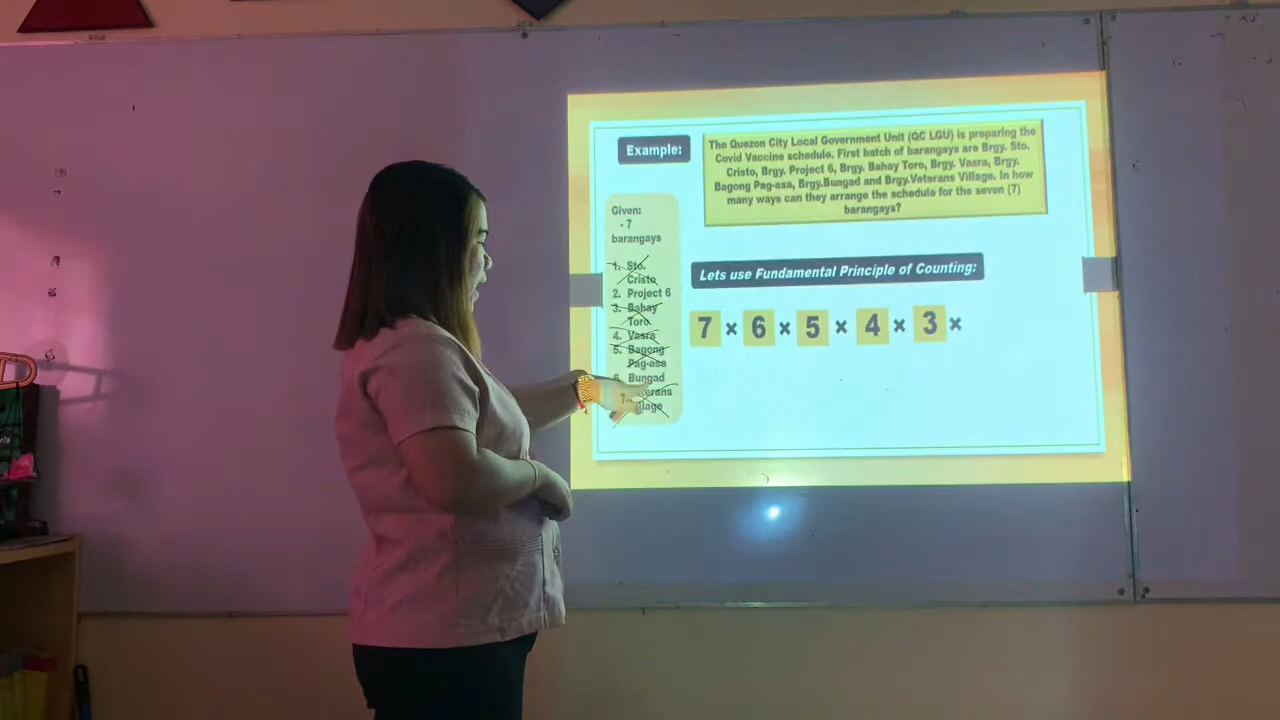 Example:
The Quezon City Local Government Unit (QC LGU) is preparing the
Covid Vaccine schedule. First batch of barangays are Brgy. Sto.
Cristo, Brgy. Project 6, Brgy. Bahay Toro, Brgy. Vasra, Brgy.
Bagong Pag-asa, Brgy.Bungad and Brgy.Veterans Village. In how
many ways can they arrange the schedule for the seven (7)
barangays?
Given:
- 7
barangays
1. Sto.
Cristo
2. Project 6
3. Bahay
Toro
4. Vasra
5. Bagong
Pag-asa
6. Bungad
7.
Lets use Fundamental Principle of Counting:
7 × 6 × 5 × 4 × 3 ×